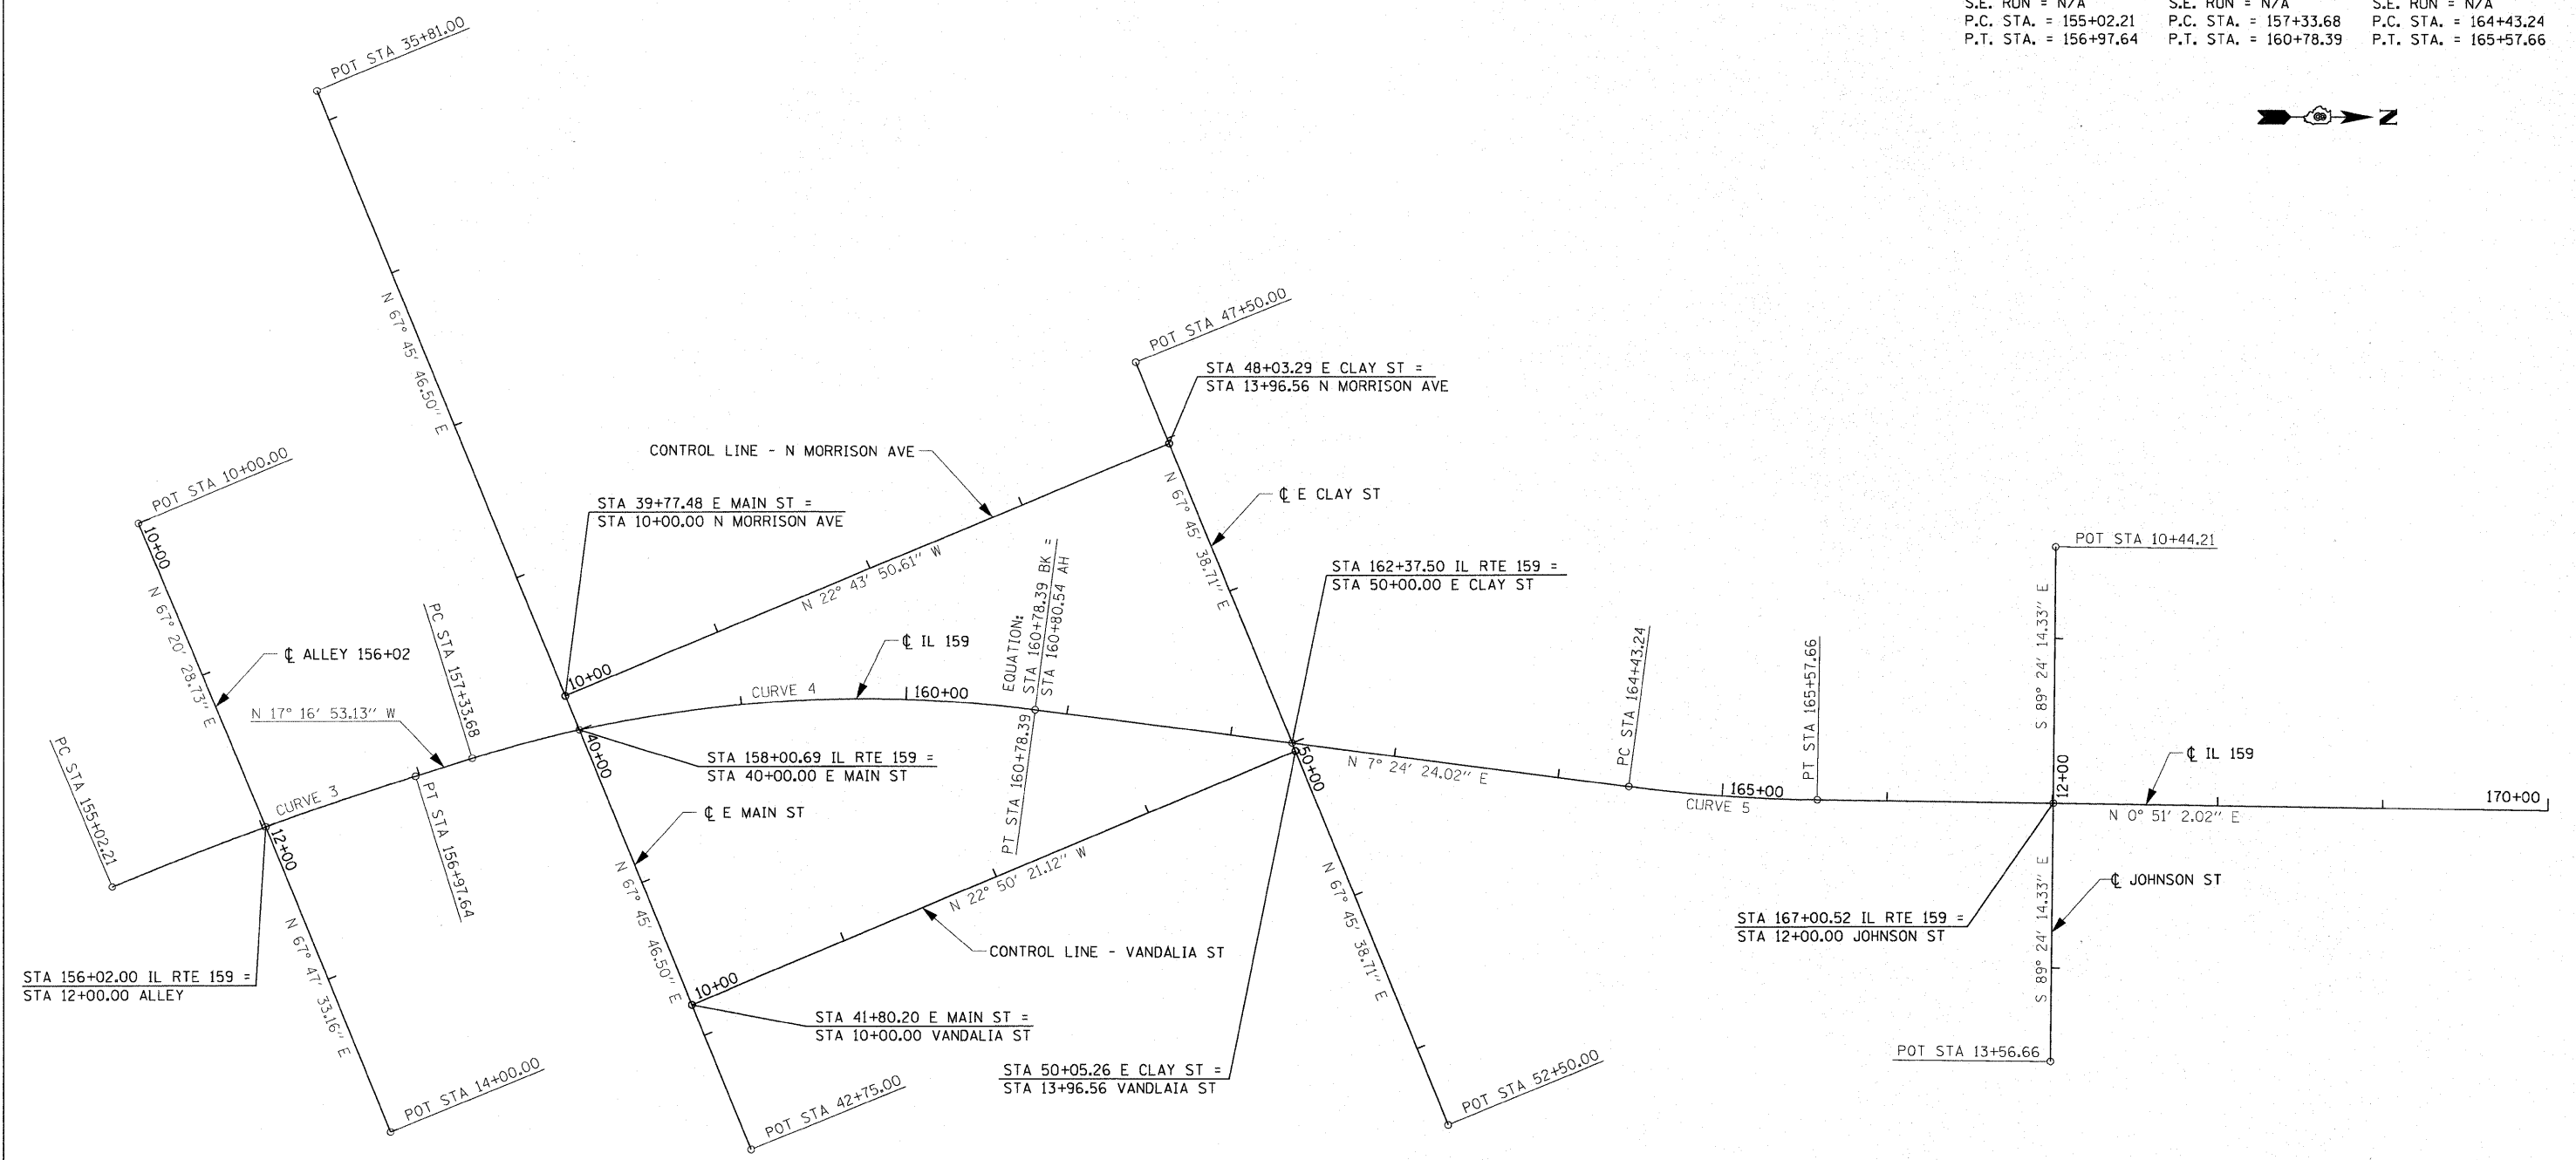 S.E. RUN = N/A S.E. RUN = N/A S.E. RUN = N/A
P.C. STA. = 155+02.21 P.C. STA. = 157+33.68 P.C. STA. = 164+43.24
P.T. STA. = 156+97.64 P.T. STA. = 160+78.39 P.T. STA. = 165+57.66
N
POT STA 35+81.00
N 67° 45' 46.50" E
POT STA 47+50.00
STA 48+03.29 E CLAY ST =
STA 13+96.56 N MORRISON AVE
CONTROL LINE - N MORRISON AVE
POT STA 10+00.00
10+00
N 67° 20' 28.73" E
STA 39+77.48 E MAIN ST =
STA 10+00.00 N MORRISON AVE
N 67° 45' 38.71" E
℄ E CLAY ST
N 22° 43' 50.61" W
STA 162+37.50 IL RTE 159 =
STA 50+00.00 E CLAY ST
POT STA 10+44.21
S 89° 24' 14.33" E
℄ ALLEY 156+02
PC STA 157+33.68
N 17° 16' 53.13" W
10+00
CURVE 4
℄ IL 159
160+00
EQUATION:
STA 160+78.39 BK =
STA 160+80.54 AH
PT STA 160+78.39
PC STA 164+43.24
PT STA 165+57.66
PC STA 155+02.21
CURVE 3
12+00
PT STA 156+97.64
40+00
STA 158+00.69 IL RTE 159 =
STA 40+00.00 E MAIN ST
℄ E MAIN ST
50+00
N 7° 24' 24.02" E
165+00
CURVE 5
12+00
℄ IL 159
170+00
N 0° 51' 2.02" E
N 67° 47' 33.16" E
N 67° 45' 46.50" E
N 22° 50' 21.12" W
N 67° 45' 38.71" E
S 89° 24' 14.33" E
℄ JOHNSON ST
STA 167+00.52 IL RTE 159 =
STA 12+00.00 JOHNSON ST
CONTROL LINE - VANDALIA ST
STA 156+02.00 IL RTE 159 =
STA 12+00.00 ALLEY
10+00
STA 41+80.20 E MAIN ST =
STA 10+00.00 VANDALIA ST
STA 50+05.26 E CLAY ST =
STA 13+96.56 VANDLAIA ST
POT STA 13+56.66
POT STA 14+00.00
POT STA 42+75.00
POT STA 52+50.00